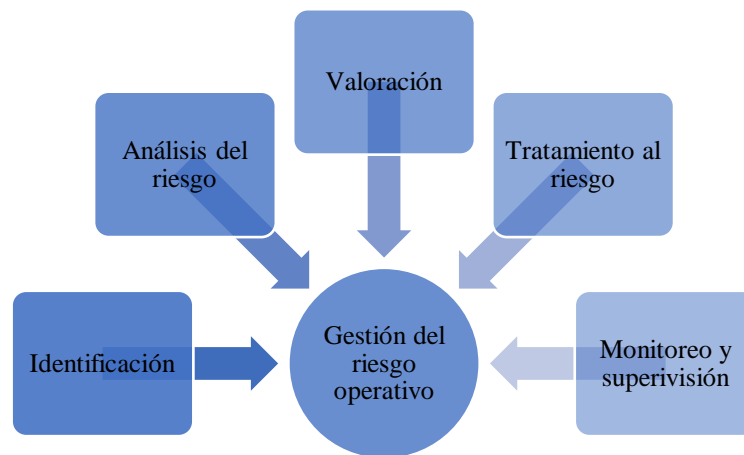 Identificación
Análisis del
riesgo
Valoración
Tratamiento al
riesgo
Monitoreo y
superivisión
Gestión del
riesgo
operativo